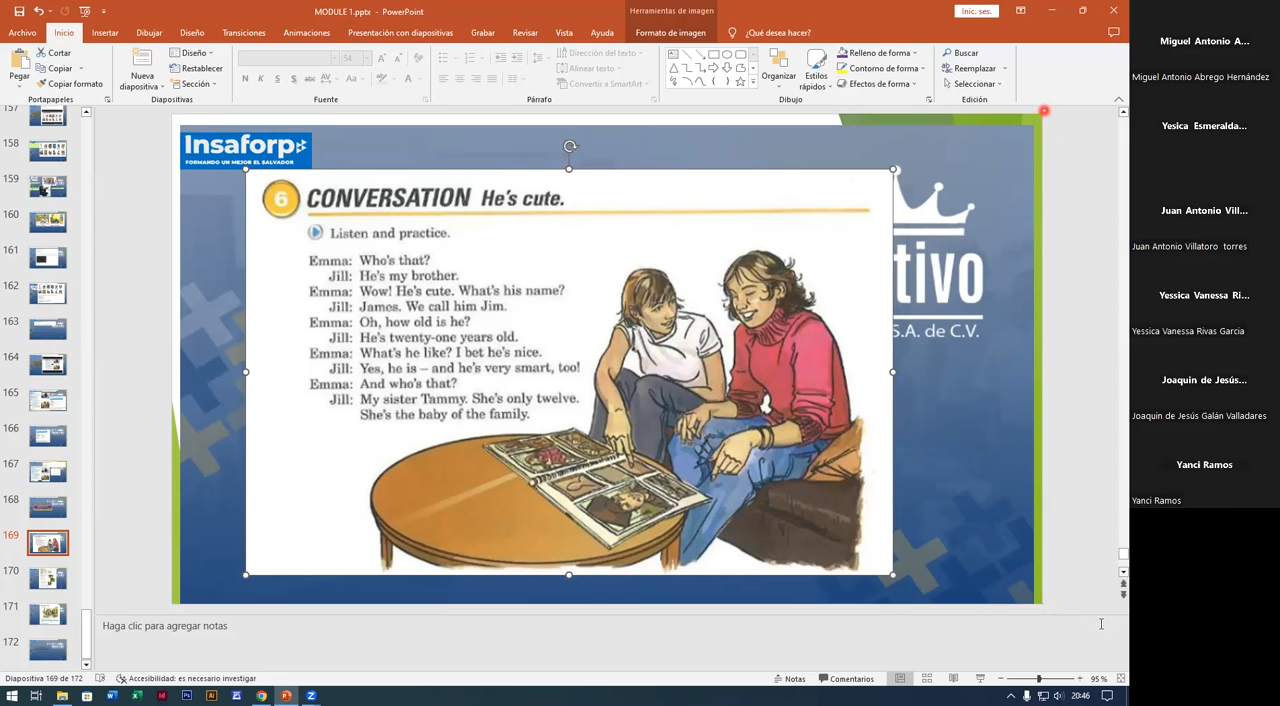 MODULE 1.pptx - PowerPoint
Herramientas de imagen
Inic. ses.
Archivo
Inicio
Insertar
Dibujar
Diseño
Transiciones
Animaciones
Presentación con diapositivas
Grabar
Revisar
Vista
Ayuda
Formato de imagen
¿Qué desea hacer?
Pegar
Cortar
Copiar
Copiar formato
Portapapeles
Nueva
diapositiva
Diseño
Restablecer
Sección
Diapositivas
54
N K S S abc AV Aa A
Fuente
Párrafo
Dirección del texto
Alinear texto
Convertir a SmartArt
Organizar
Estilos
rápidos
Relleno de forma
Contorno de forma
Efectos de forma
Dibujo
Buscar
Reemplazar
Seleccionar
Edición
157
158
159
160
161
162
163
164
165
166
167
168
169
170
171
172
Insaforp
FORMANDO UN MEJOR EL SALVADOR
6 CONVERSATION He's cute.
Listen and practice.
Emma: Who's that?
Jill: He's my brother.
Emma: Wow! He's cute. What's his name?
Jill: James. We call him Jim.
Emma: Oh, how old is he?
Jill: He's twenty-one years old.
Emma: What's he like? I bet he's nice.
Jill: Yes, he is – and he's very smart, too!
Emma: And who's that?
Jill: My sister Tammy. She's only twelve.
She's the baby of the family.
tivo
S.A. de C.V.
Haga clic para agregar notas
Diapositiva 169 de 172
Accesibilidad: es necesario investigar
Notas
Comentarios
95 %
20:46
Miguel Antonio A...
Miguel Antonio Abrego Hernández
Yesica Esmeralda...
Juan Antonio Vill...
Juan Antonio Villatoro torres
Yessica Vanessa Ri...
Yessica Vanessa Rivas Garcia
Joaquin de Jesús...
Joaquin de Jesús Galán Valladares
Yanci Ramos
Yanci Ramos